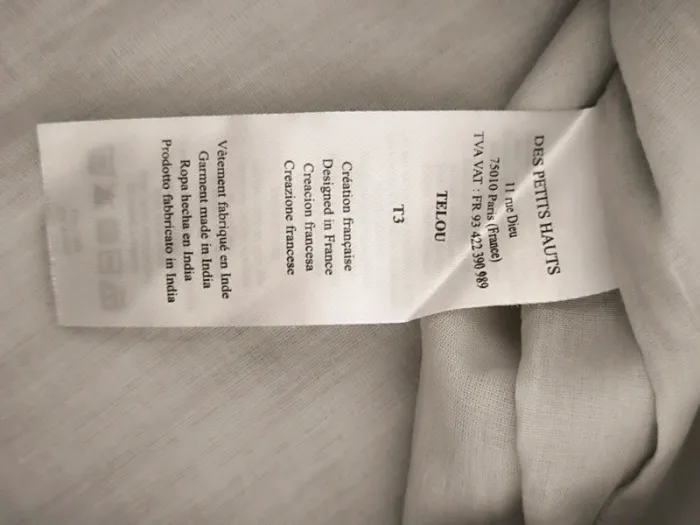 DES PETITS HAUTS
11 rue Dieu
75010 Paris (France)
TVA VAT : FR 93 422 390 989
TELOU
T3
Création française
Designed in France
Creacion francesa
Creazione francese
Vêtement fabriqué en Inde
Garment made in India
Ropa hecha en India
Prodotto fabbricato in India